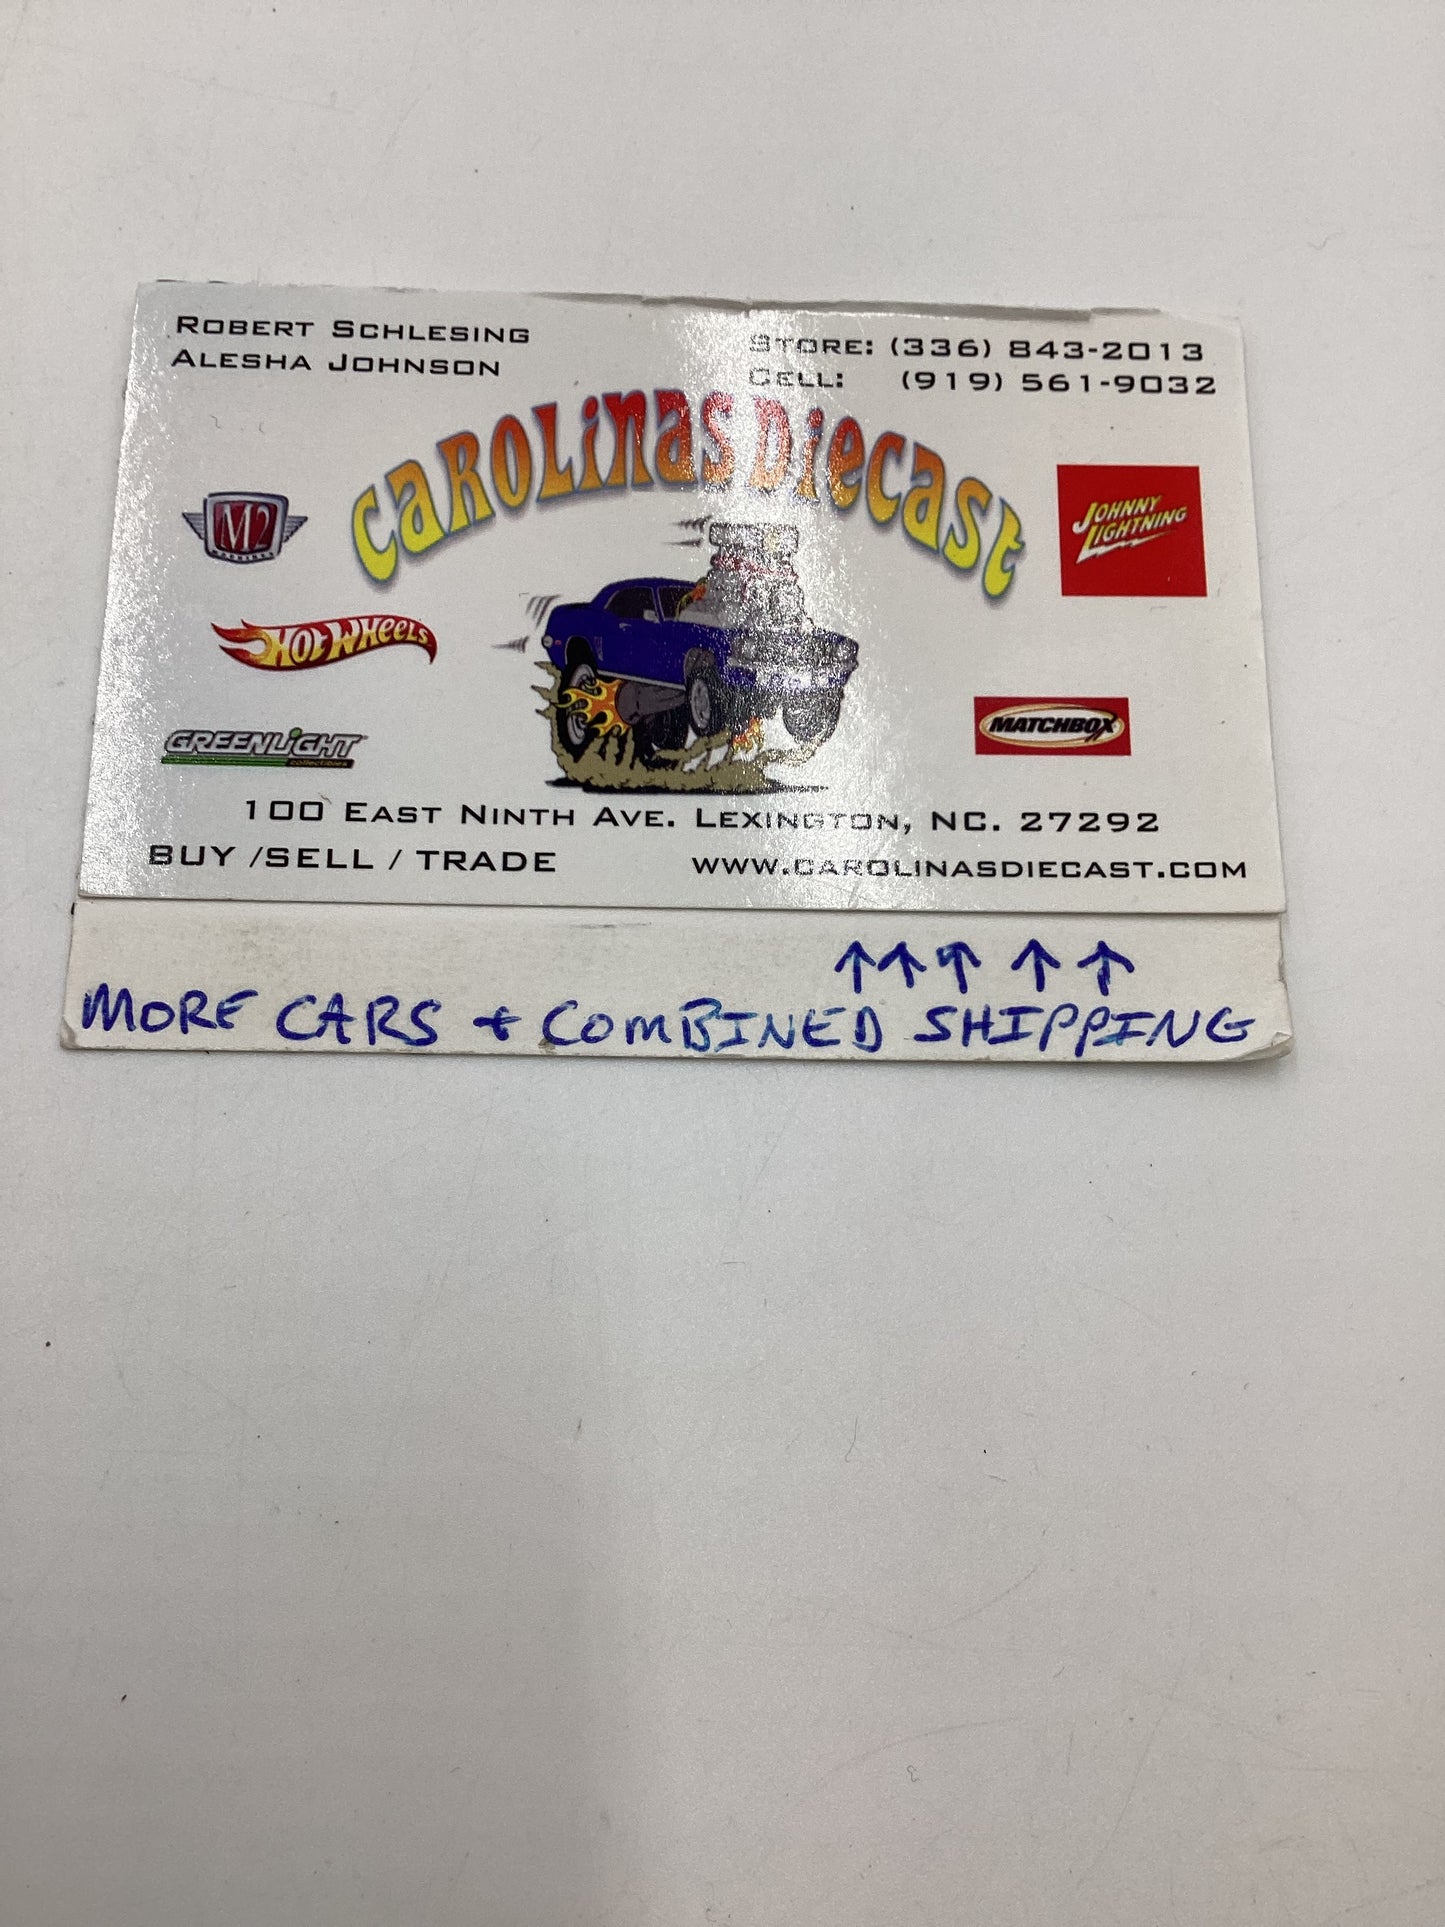 ROBERT SCHLESING
ALESHA JOHNSON
STORE: (336) 843-2013
CELL: (919) 561-9032
CAROLINAS DIECAST
M2
MACHINES
JOHNNY
LIGHTNING
HOT WHEELS
MATCHBOX
GREENLIGHT
collectibles
100 EAST NINTH AVE. LEXINGTON, NC. 27292
BUY /SELL / TRADE
WWW.CAROLINASDIECAST.COM
↑↑↑ ↑ ↑
MORE CARS + COMBINED SHIPPING